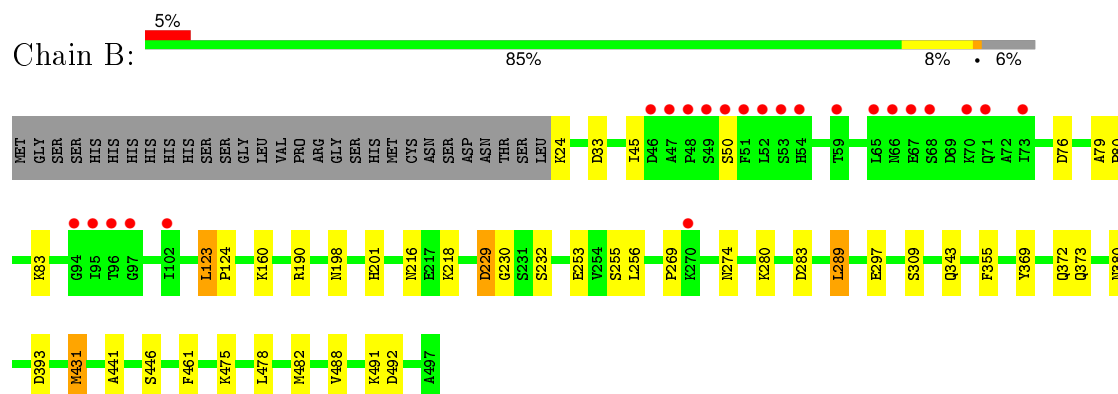 5%
Chain B:
85% 8% • 6%
MET GLY SER SER HIS HIS HIS HIS HIS HIS SER SER GLY LEU VAL PRO ARG GLY SER HIS MET CYS ASN SER ASP ASN THR SER LEU K24 D33 I45 D46 A47 P48 S49 S50 F51 L52 S53 H54 T59 L65 N66 E67 S68 D69 K70 Q71 A72 I73 D76 A79 P80
K83 G94 I95 T96 G97 I102 L123 P124 K160 R190 N198 H201 N216 E217 K218 D229 G230 S231 S232 E253 V254 S255 L256 P269 K270 N274 K280 D283 L289 E297 S309 Q343 F355 Y369 Q372 Q373
D393 M431 A441 S446 F461 K475 L478 M482 V488 K491 D492 A497